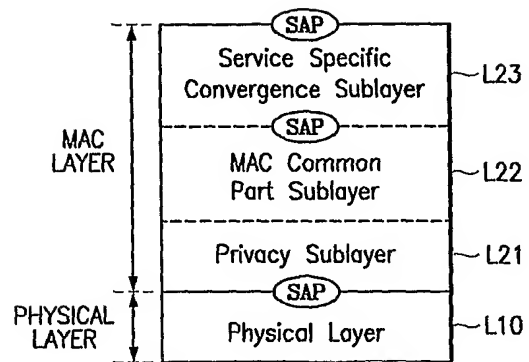 SAP
Service Specific
Convergence Sublayer
L23
SAP
MAC
LAYER
MAC Common
Part Sublayer
L22
Privacy Sublayer
L21
SAP
PHYSICAL
LAYER
Physical Layer
L10